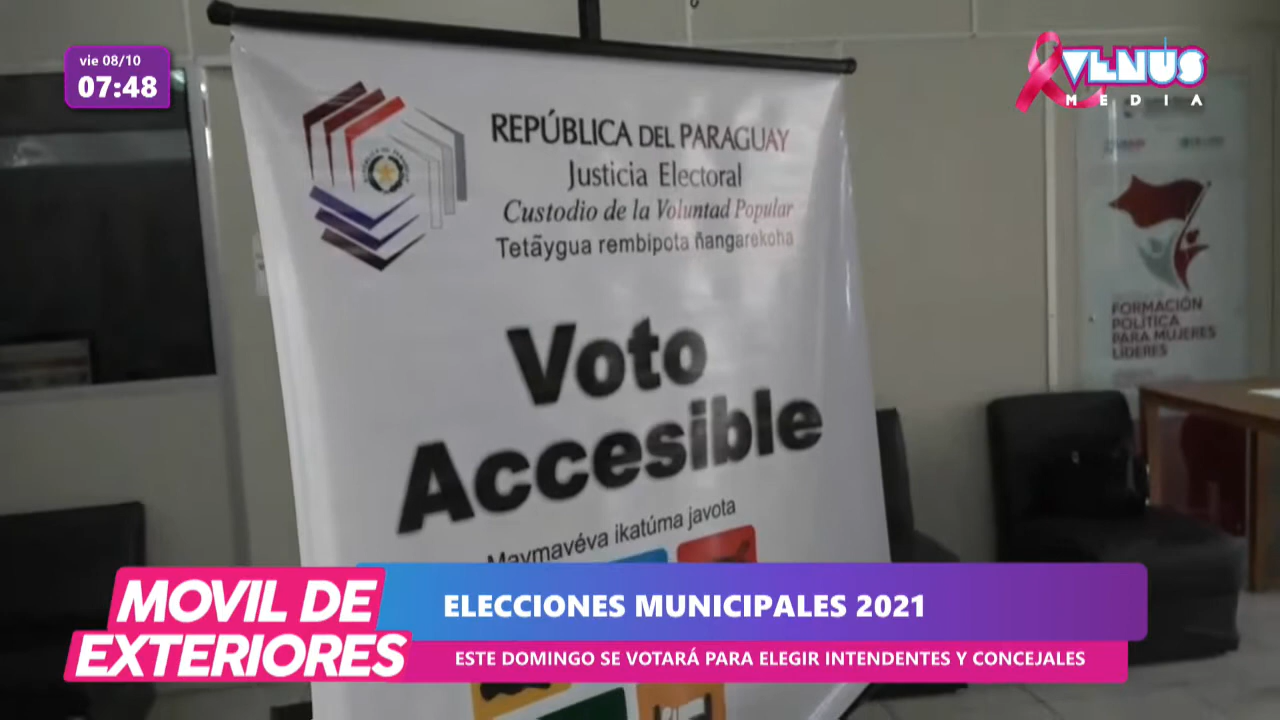 vie 08/10
07:48
VENUS
MEDIA
REPÚBLICA DEL PARAGUAY
Justicia Electoral
Custodio de la Voluntad Popular
Tetãygua rembipota ñangarekoha
Voto
Accesible
Maymavéva ikatúma javota
FORMACIÓN
POLÍTICA
PARA MUJERES
LÍDERES
MOVIL DE
EXTERIORES
ELECCIONES MUNICIPALES 2021
ESTE DOMINGO SE VOTARÁ PARA ELEGIR INTENDENTES Y CONCEJALES